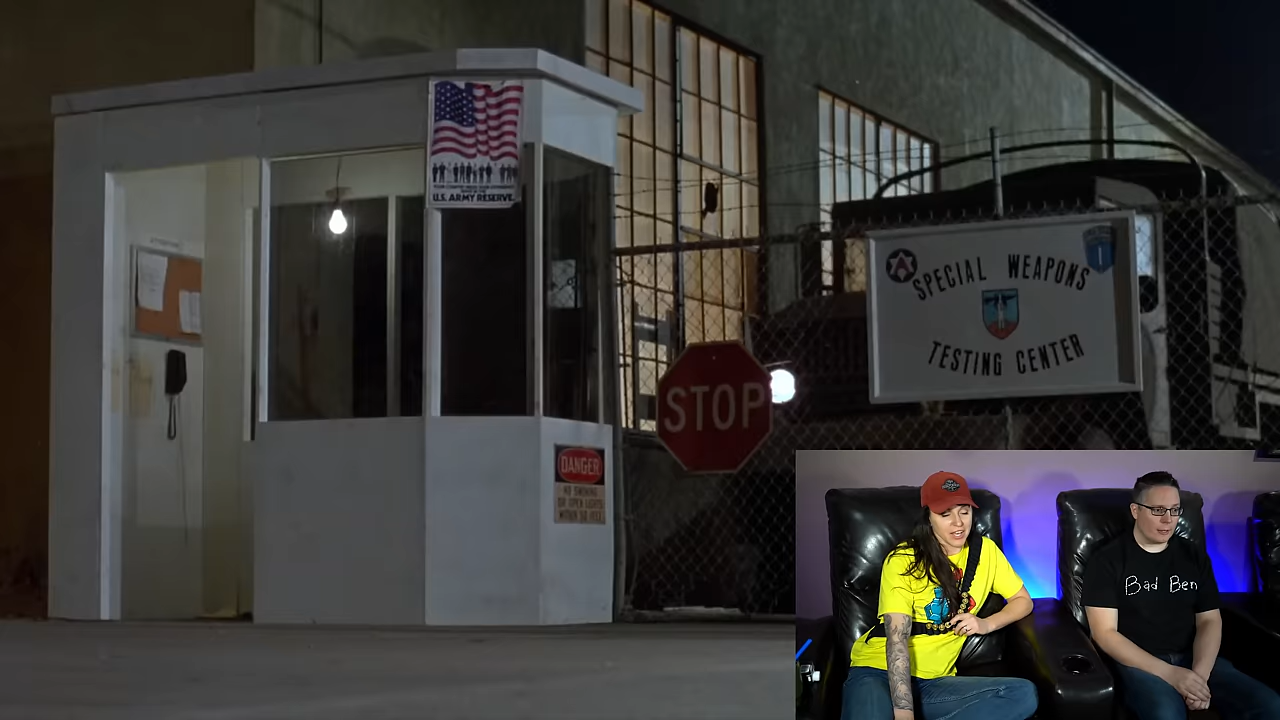 U.S. ARMY RESERVE.
SPECIAL WEAPONS
TESTING CENTER
STOP
DANGER
NO SMOKING
OR OPEN LIGHTS
WITHIN 50 FEET
Bad Ben